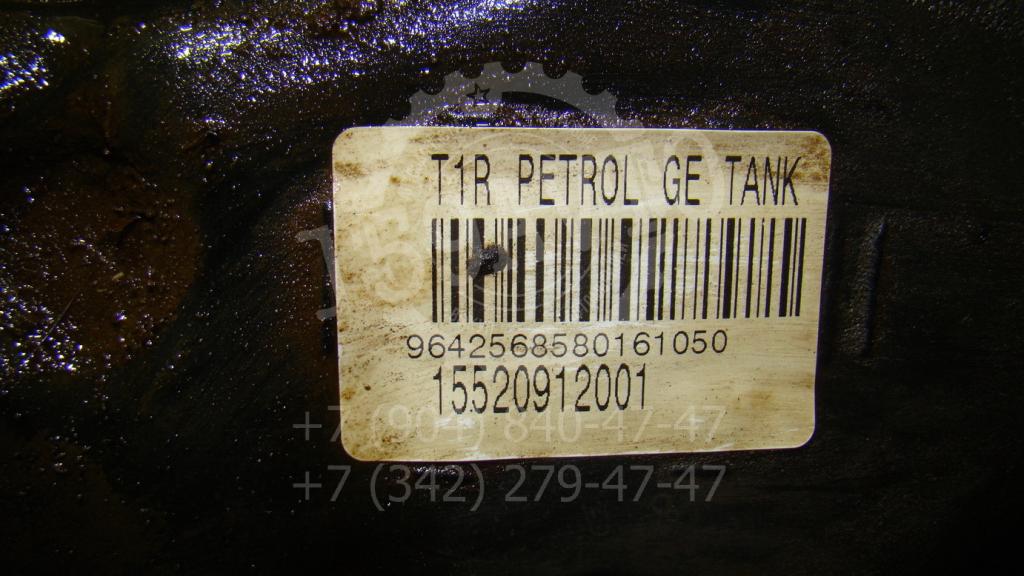 T1R PETROL GE TANK
9642568580161050
15520912001
+7 (904) 840-47-47
+7 (342) 279-47-47